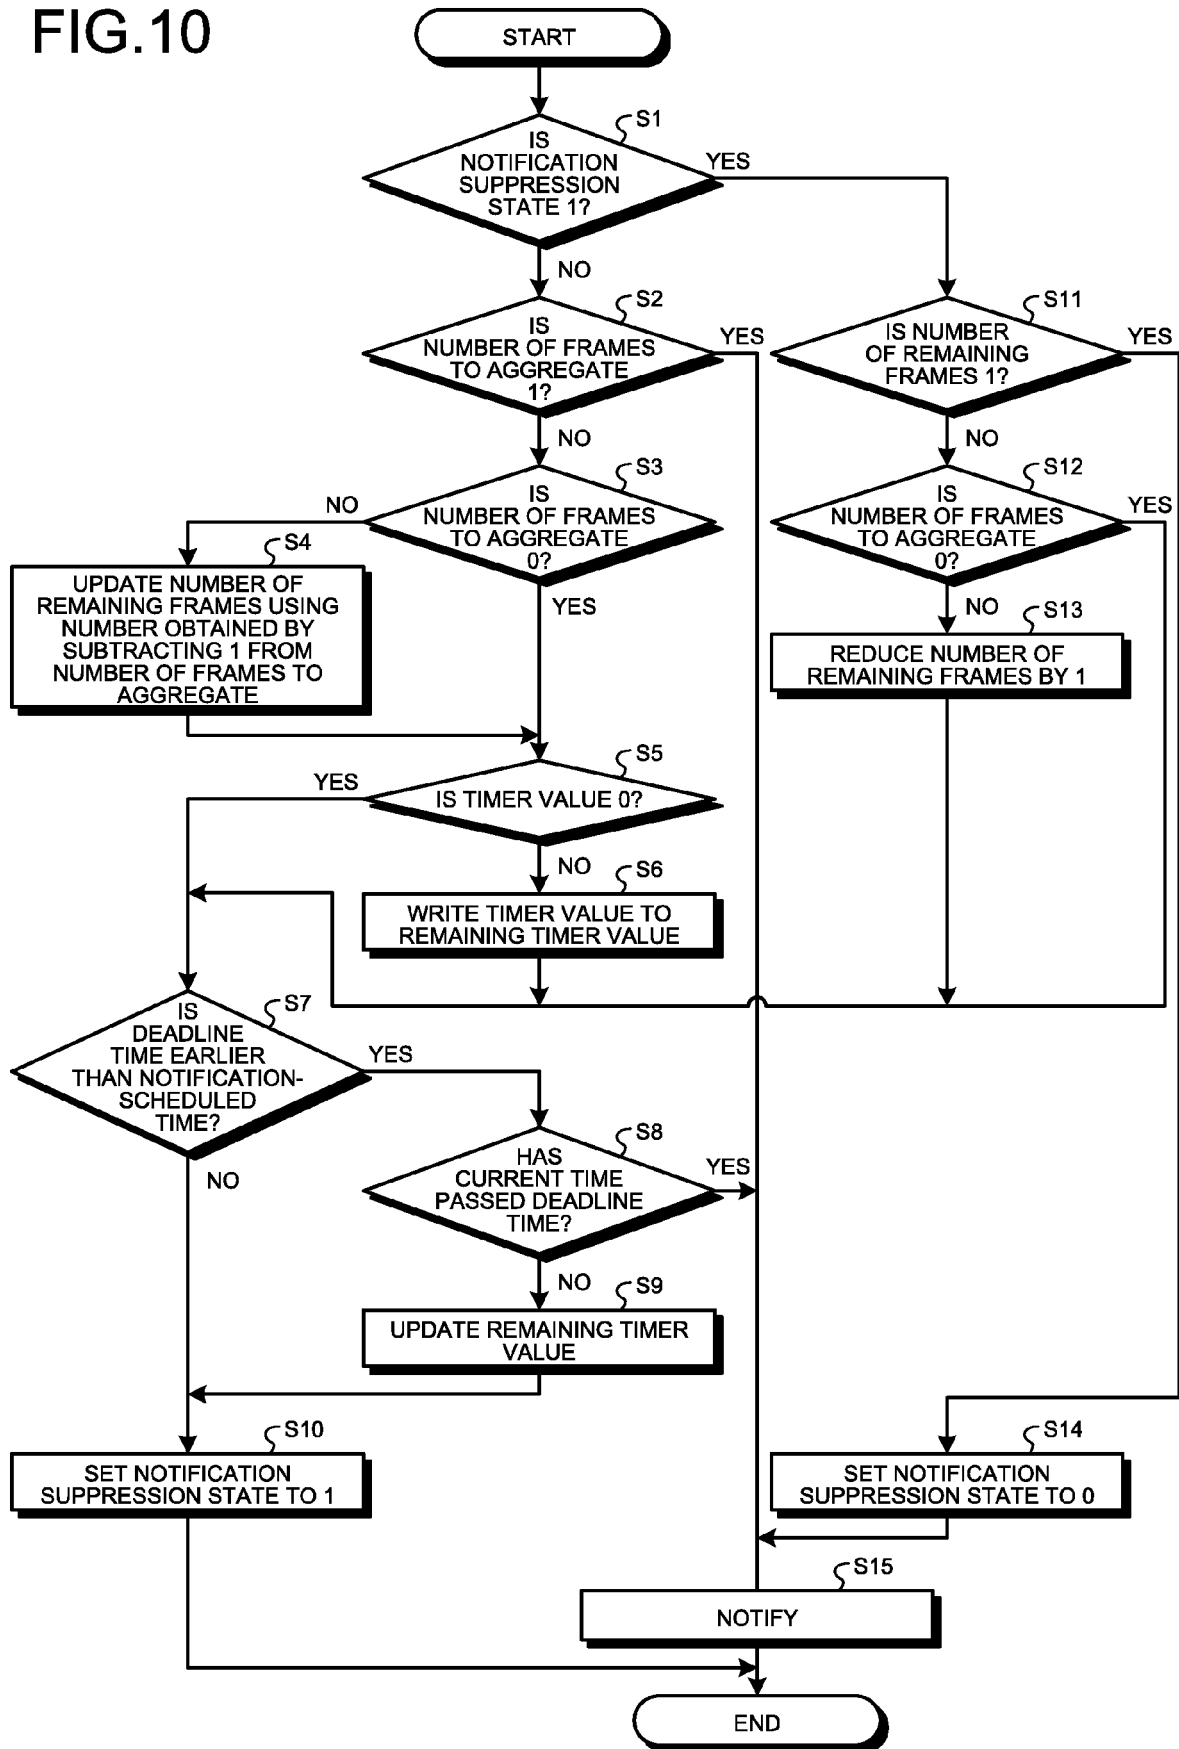 FIG.10
START
S1
IS
NOTIFICATION
SUPPRESSION
STATE 1?
YES
NO
S2
IS
NUMBER OF FRAMES
TO AGGREGATE
1?
YES
NO
S11
IS NUMBER
OF REMAINING
FRAMES 1?
YES
NO
S3
IS
NUMBER OF FRAMES
TO AGGREGATE
0?
NO
YES
S12
IS
NUMBER OF FRAMES
TO AGGREGATE
0?
YES
NO
S4
UPDATE NUMBER OF
REMAINING FRAMES USING
NUMBER OBTAINED BY
SUBTRACTING 1 FROM
NUMBER OF FRAMES TO
AGGREGATE
S13
REDUCE NUMBER OF
REMAINING FRAMES BY 1
S5
IS TIMER VALUE 0?
YES
NO
S6
WRITE TIMER VALUE TO
REMAINING TIMER VALUE
S7
IS
DEADLINE
TIME EARLIER
THAN NOTIFICATION-
SCHEDULED
TIME?
YES
NO
S8
HAS
CURRENT TIME
PASSED DEADLINE
TIME?
YES
NO
S9
UPDATE REMAINING TIMER
VALUE
S10
SET NOTIFICATION
SUPPRESSION STATE TO 1
S14
SET NOTIFICATION
SUPPRESSION STATE TO 0
S15
NOTIFY
END